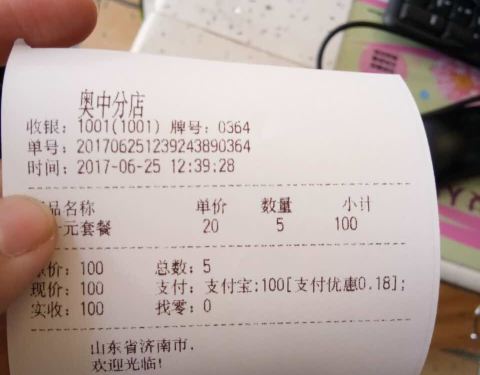 奥中分店
收银: 1001(1001) 牌号: 0364
单号: 201706251239243890364
时间: 2017-06-25 12:39:28
品名称 单价 数量 小计
元套餐 20 5 100
原价: 100 总数: 5
现价: 100 支付: 支付宝:100[支付优惠0.18];
实收: 100 找零: 0
山东省济南市.
欢迎光临!